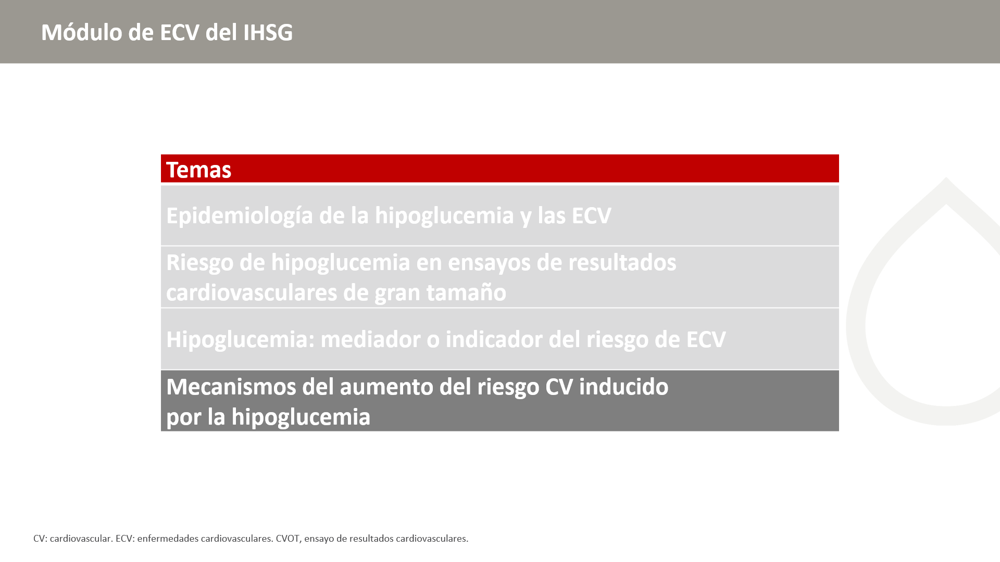 Módulo de ECV del IHSG
Temas
Epidemiología de la hipoglucemia y las ECV
Riesgo de hipoglucemia en ensayos de resultados
cardiovasculares de gran tamaño
Hipoglucemia: mediador o indicador del riesgo de ECV
Mecanismos del aumento del riesgo CV inducido
por la hipoglucemia
CV: cardiovascular. ECV: enfermedades cardiovasculares. CVOT, ensayo de resultados cardiovasculares.